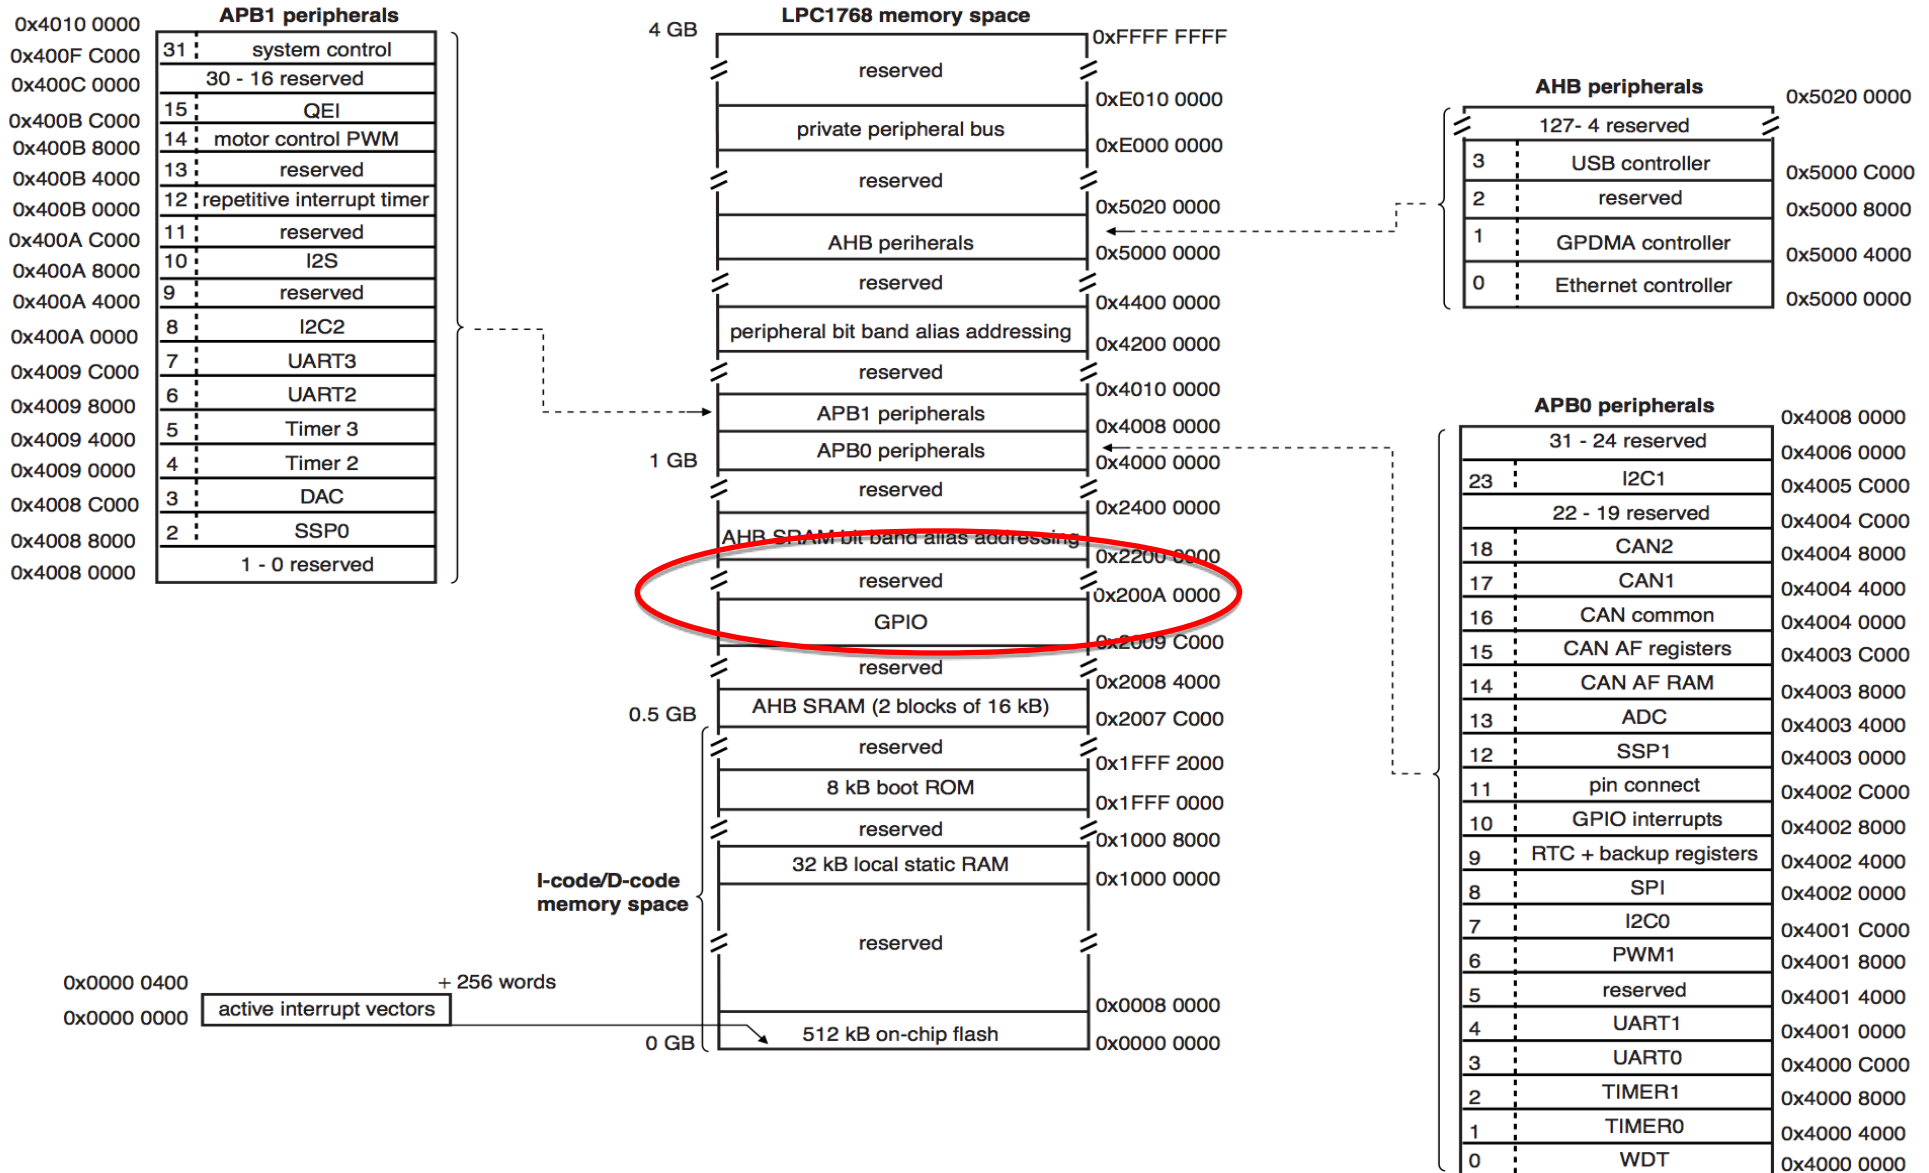 APB1 peripherals
0x4010 0000
31 system control
0x400F C000
30 - 16 reserved
0x400C 0000
15 QEI
0x400B C000
14 motor control PWM
0x400B 8000
13 reserved
0x400B 4000
12 repetitive interrupt timer
0x400B 0000
11 reserved
0x400A C000
10 I2S
0x400A 8000
9 reserved
0x400A 4000
8 I2C2
0x400A 0000
7 UART3
0x4009 C000
6 UART2
0x4009 8000
5 Timer 3
0x4009 4000
4 Timer 2
0x4009 0000
3 DAC
0x4008 C000
2 SSP0
0x4008 8000
1 - 0 reserved
0x4008 0000
0x0000 0400
+ 256 words
active interrupt vectors
0x0000 0000
LPC1768 memory space
4 GB
0xFFFF FFFF
reserved
0xE010 0000
private peripheral bus
0xE000 0000
reserved
0x5020 0000
AHB periherals
0x5000 0000
reserved
0x4400 0000
peripheral bit band alias addressing
0x4200 0000
reserved
0x4010 0000
APB1 peripherals
0x4008 0000
APB0 peripherals
1 GB
0x4000 0000
reserved
0x2400 0000
AHB SRAM bit band alias addressing
0x2200 0000
reserved
0x200A 0000
GPIO
0x2009 C000
reserved
0x2008 4000
AHB SRAM (2 blocks of 16 kB)
0.5 GB
0x2007 C000
reserved
0x1FFF 2000
8 kB boot ROM
0x1FFF 0000
reserved
0x1000 8000
32 kB local static RAM
0x1000 0000
I-code/D-code
memory space
reserved
0x0008 0000
512 kB on-chip flash
0 GB
0x0000 0000
AHB peripherals
0x5020 0000
127- 4 reserved
3 USB controller
0x5000 C000
2 reserved
0x5000 8000
1 GPDMA controller
0x5000 4000
0 Ethernet controller
0x5000 0000
APB0 peripherals
0x4008 0000
31 - 24 reserved
0x4006 0000
23 I2C1
0x4005 C000
22 - 19 reserved
0x4004 C000
18 CAN2
0x4004 8000
17 CAN1
0x4004 4000
16 CAN common
0x4004 0000
15 CAN AF registers
0x4003 C000
14 CAN AF RAM
0x4003 8000
13 ADC
0x4003 4000
12 SSP1
0x4003 0000
11 pin connect
0x4002 C000
10 GPIO interrupts
0x4002 8000
9 RTC + backup registers
0x4002 4000
8 SPI
0x4002 0000
7 I2C0
0x4001 C000
6 PWM1
0x4001 8000
5 reserved
0x4001 4000
4 UART1
0x4001 0000
3 UART0
0x4000 C000
2 TIMER1
0x4000 8000
1 TIMER0
0x4000 4000
0 WDT
0x4000 0000